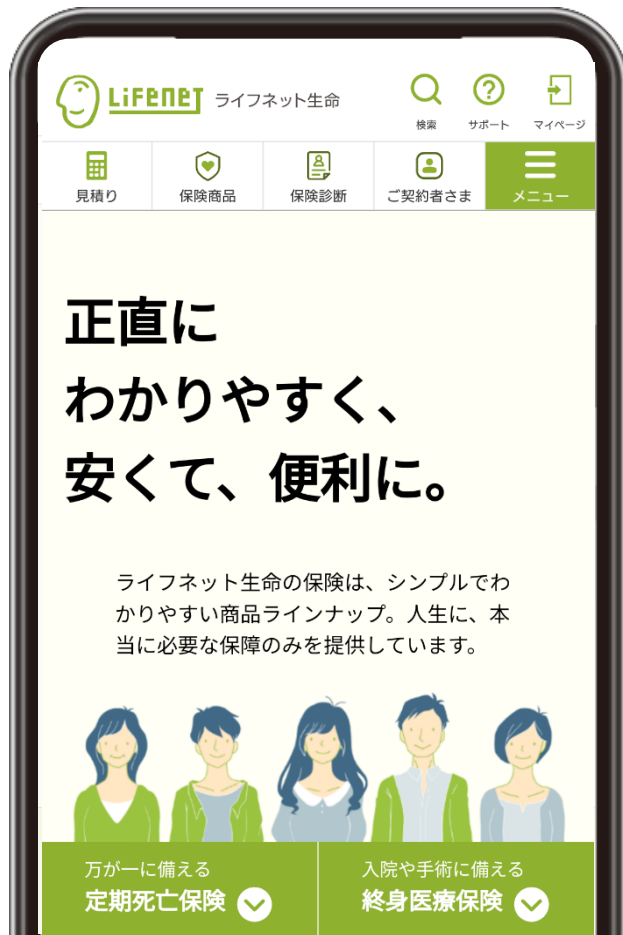 LIFENET ライフネット生命
検索 サポート マイページ
見積り 保険商品 保険診断 ご契約者さま メニュー
正直に
わかりやすく、
安くて、便利に。
ライフネット生命の保険は、シンプルでわ
かりやすい商品ラインナップ。人生に、本
当に必要な保障のみを提供しています。
万が一に備える 入院や手術に備える
定期死亡保険 終身医療保険